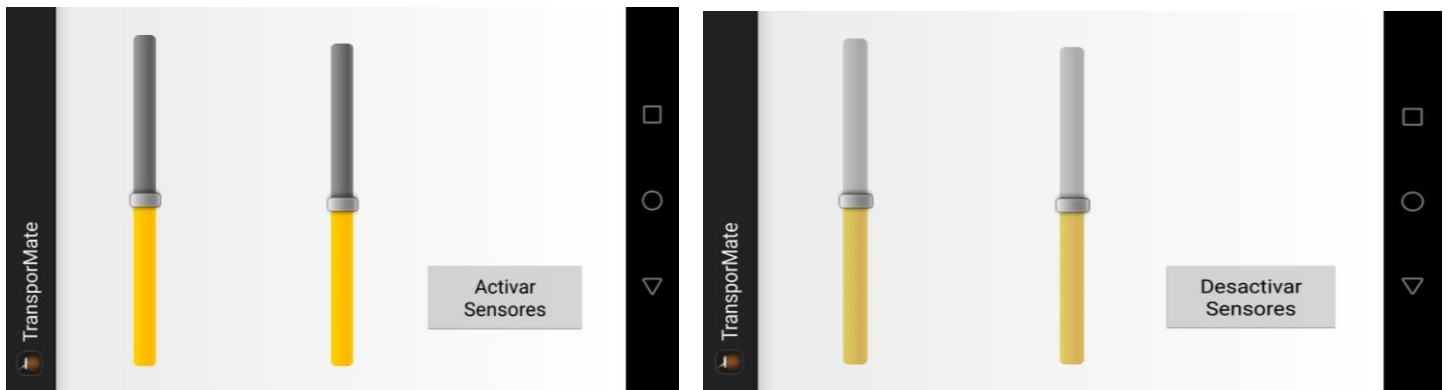 TransporMate
Activar
Sensores
TransporMate
Desactivar
Sensores